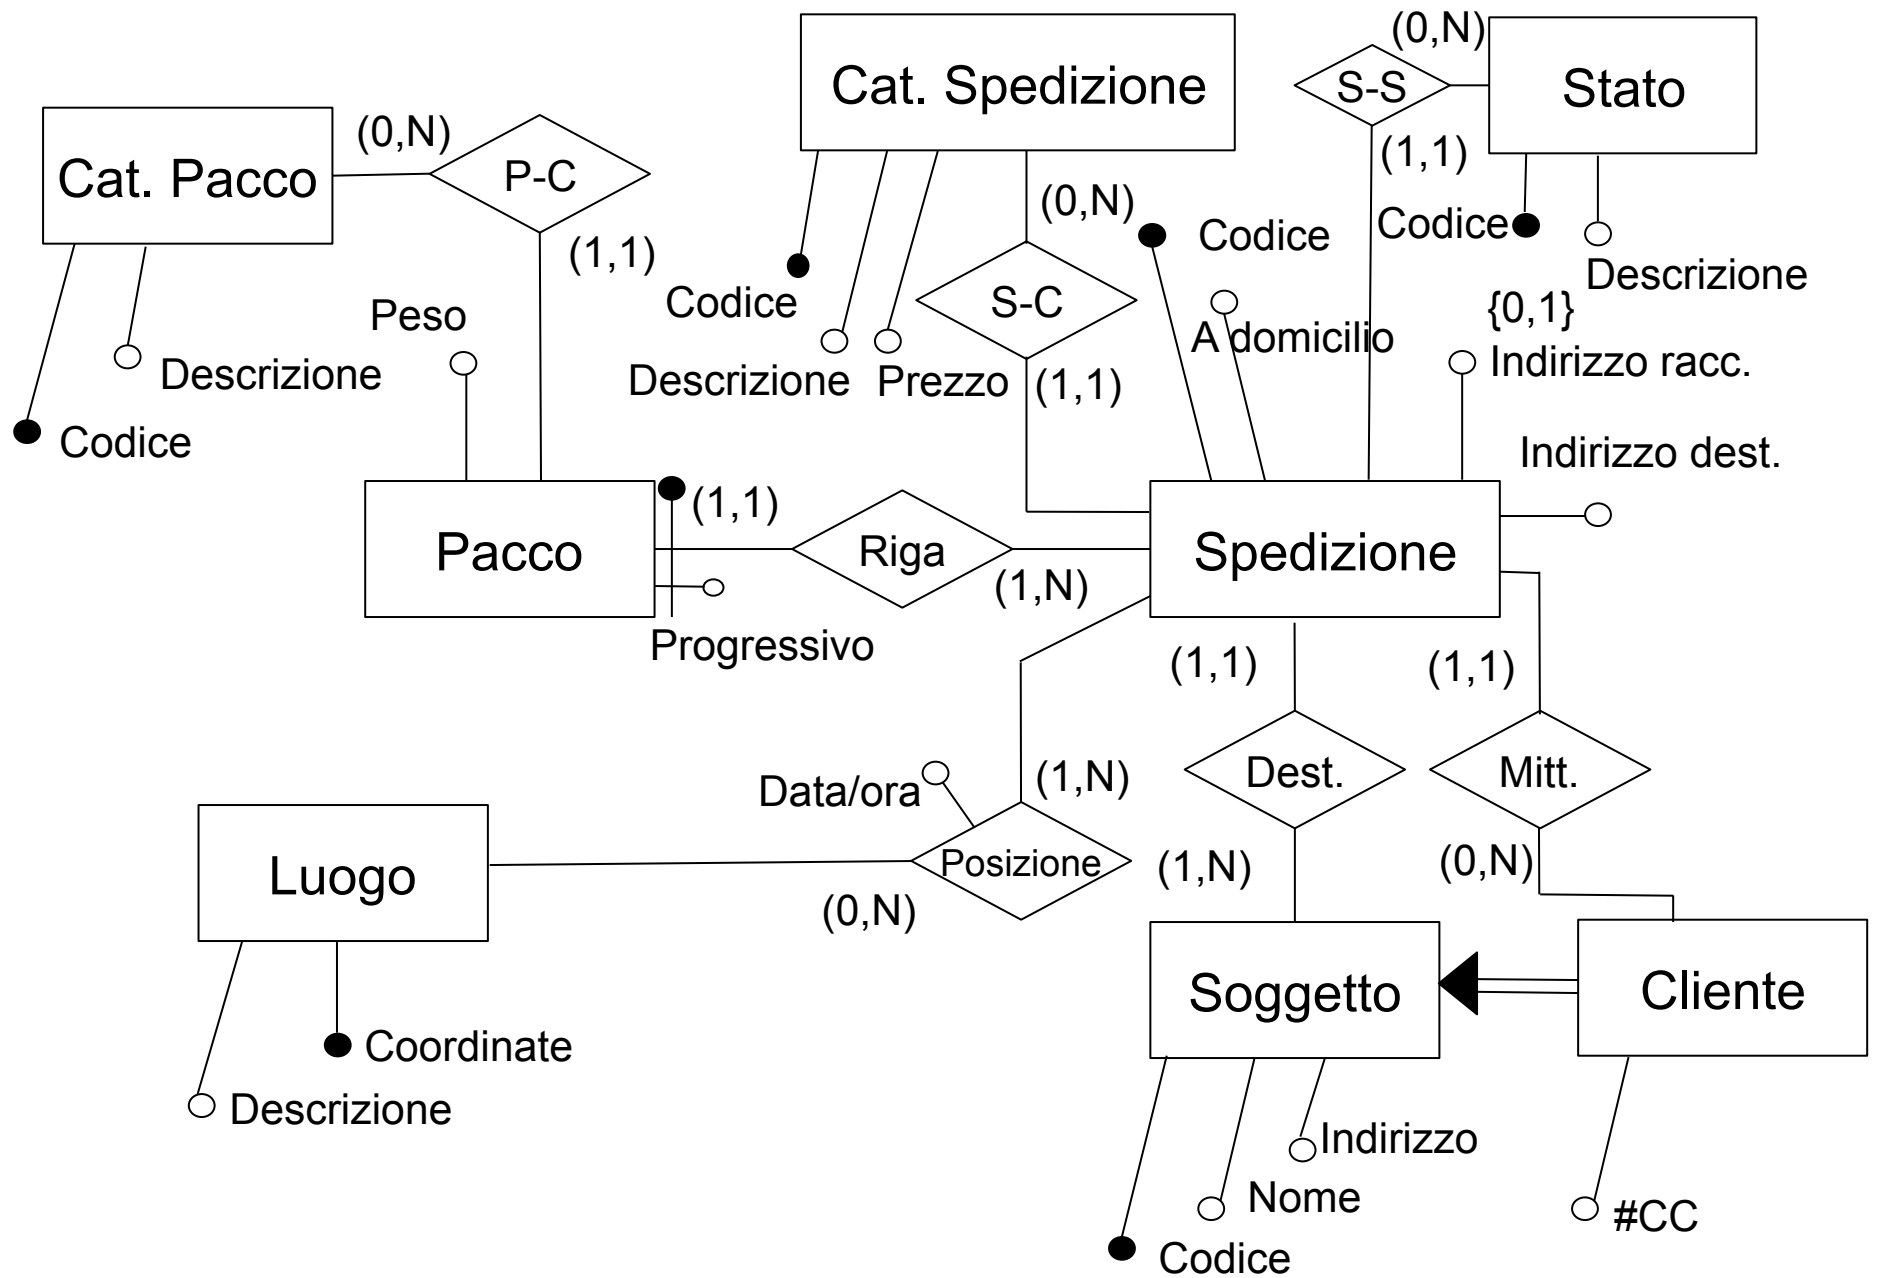 (0,N)
Cat. Spedizione
S-S
Stato
(0,N)
Cat. Pacco
P-C
(1,1)
(0,N)
Codice
Codice
(1,1)
Codice
S-C
Descrizione
Peso
{0,1}
A domicilio
Indirizzo racc.
Descrizione
Descrizione
Prezzo
(1,1)
Codice
Indirizzo dest.
(1,1)
Pacco
Riga
Spedizione
(1,N)
Progressivo
(1,1)
(1,1)
Data/ora
(1,N)
Dest.
Mitt.
Luogo
Posizione
(1,N)
(0,N)
(0,N)
Soggetto
Cliente
Coordinate
Descrizione
Indirizzo
Nome
#CC
Codice